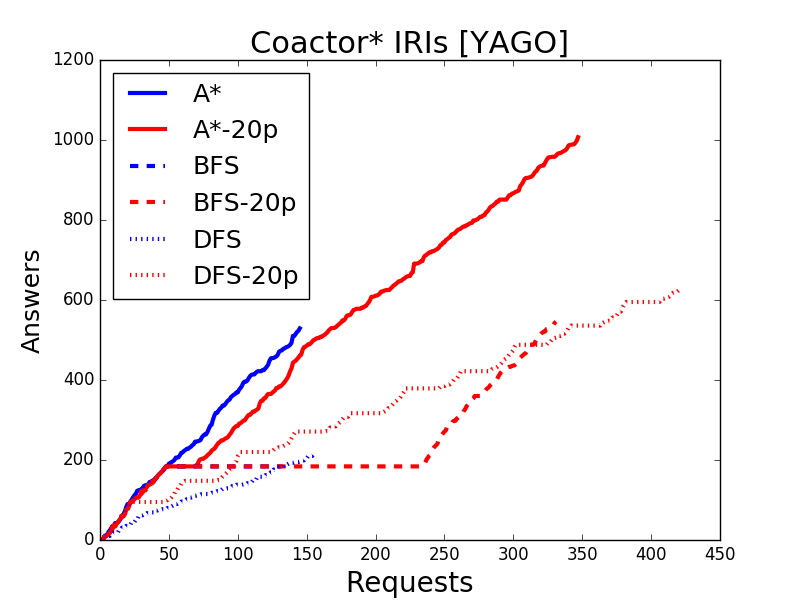 Coactor* IRIs [YAGO]
1200
1000
800
600
400
200
0
Answers
A*
A*-20p
BFS
BFS-20p
DFS
DFS-20p
0 50 100 150 200 250 300 350 400 450
Requests